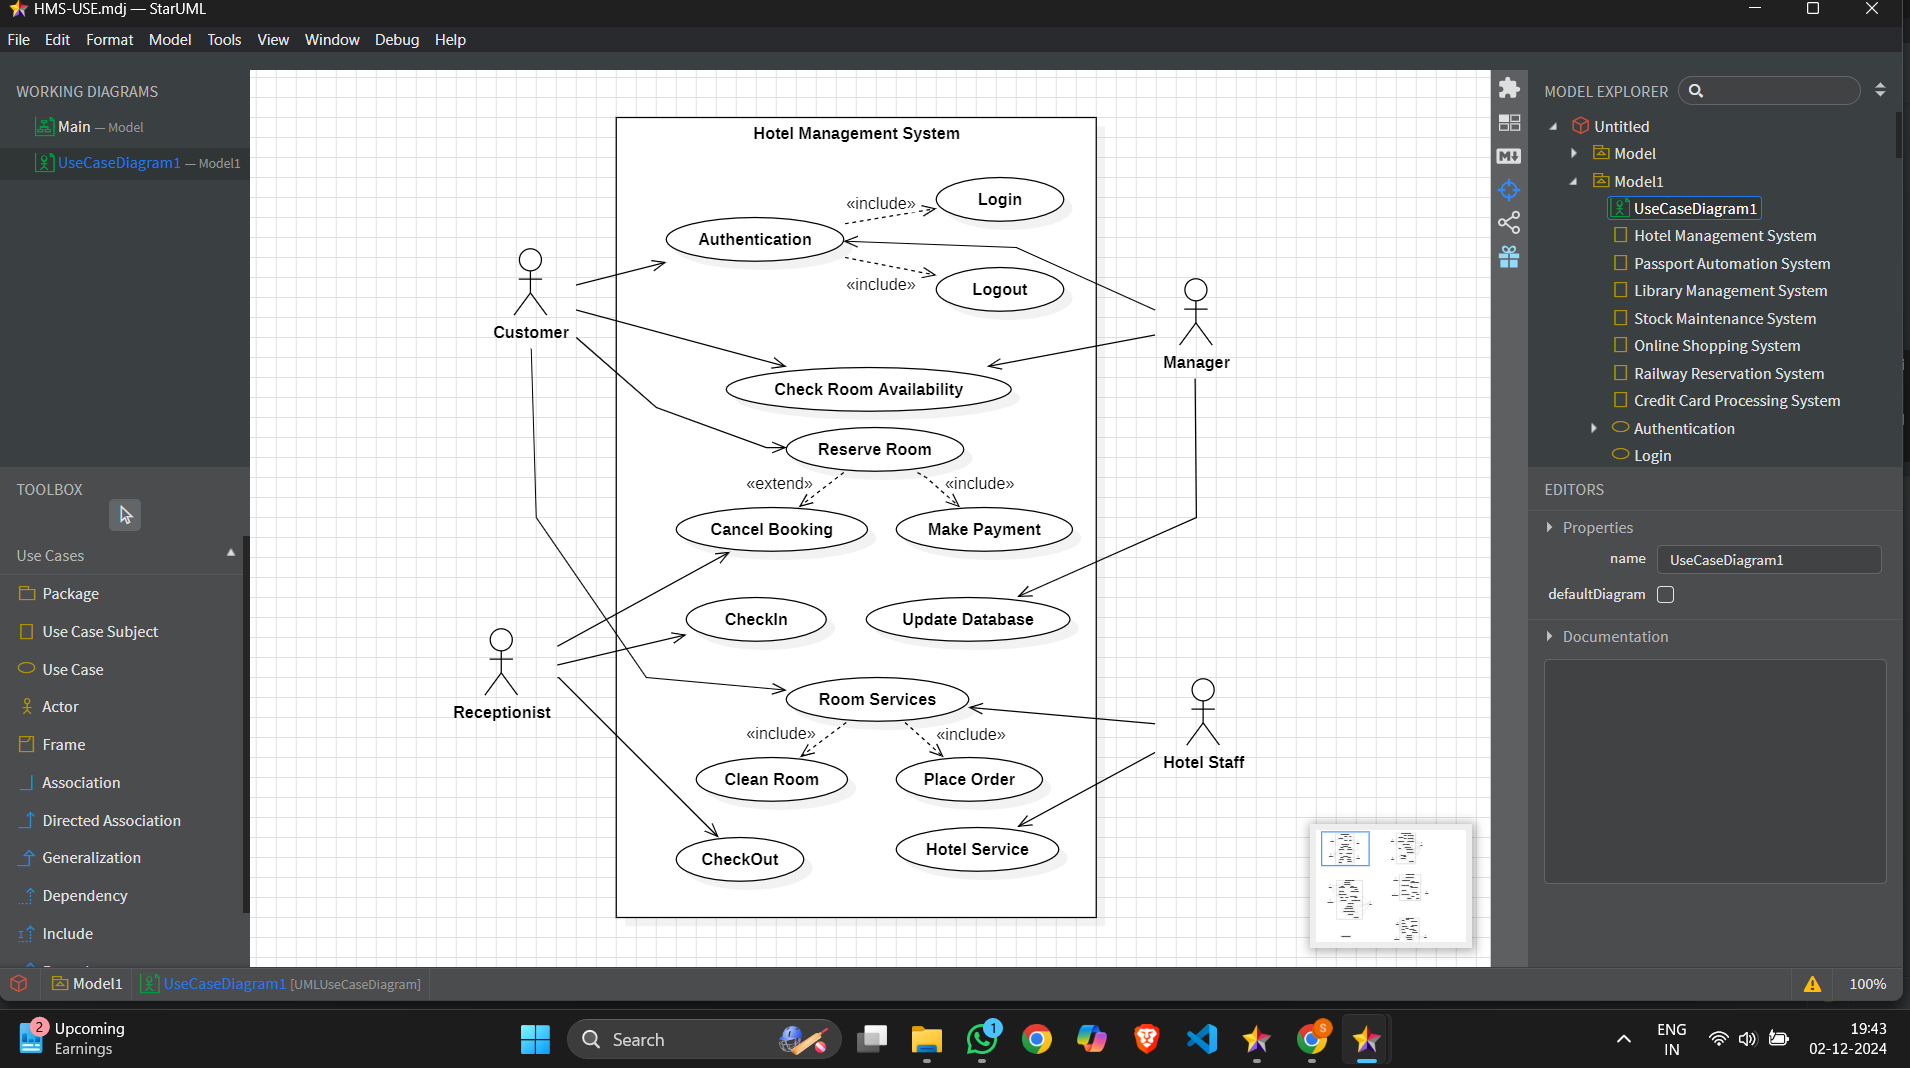 HMS-USE.mdj — StarUML
File Edit Format Model Tools View Window Debug Help
WORKING DIAGRAMS
Main — Model
UseCaseDiagram1 — Model1
TOOLBOX
Use Cases
Package
Use Case Subject
Use Case
Actor
Frame
Association
Directed Association
Generalization
Dependency
Include
Hotel Management System
«include»
Login
Authentication
«include»
Logout
Customer
Manager
Check Room Availability
Reserve Room
«extend»
«include»
Cancel Booking
Make Payment
CheckIn
Update Database
Receptionist
Room Services
«include»
«include»
Hotel Staff
Clean Room
Place Order
Hotel Service
CheckOut
MODEL EXPLORER
Untitled
Model
Model1
UseCaseDiagram1
Hotel Management System
Passport Automation System
Library Management System
Stock Maintenance System
Online Shopping System
Railway Reservation System
Credit Card Processing System
Authentication
Login
EDITORS
Properties
name UseCaseDiagram1
defaultDiagram
Documentation
Model1 UseCaseDiagram1 [UMLUseCaseDiagram]
100%
2
Upcoming
Earnings
Search
1
S
ENG
IN
19:43
02-12-2024